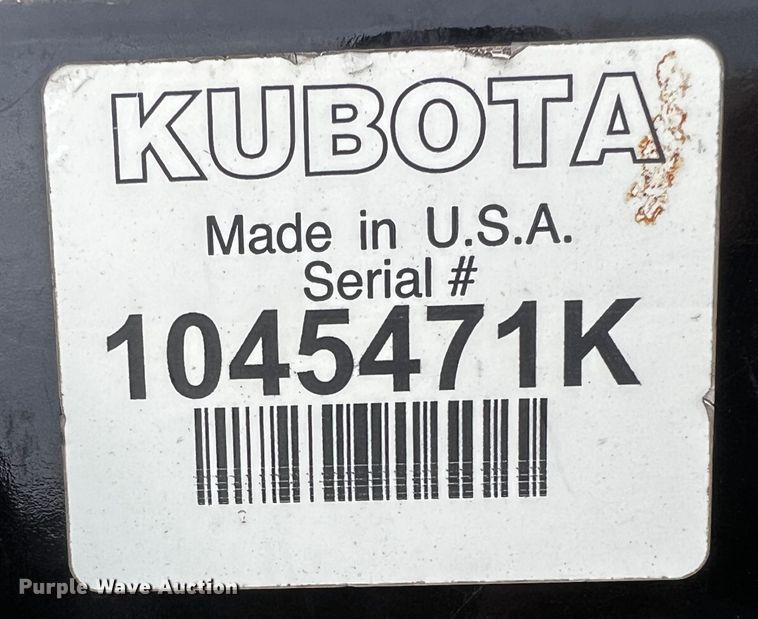 KUBOTA
Made in U.S.A.
Serial #
1045471K
Purple Wave Auction